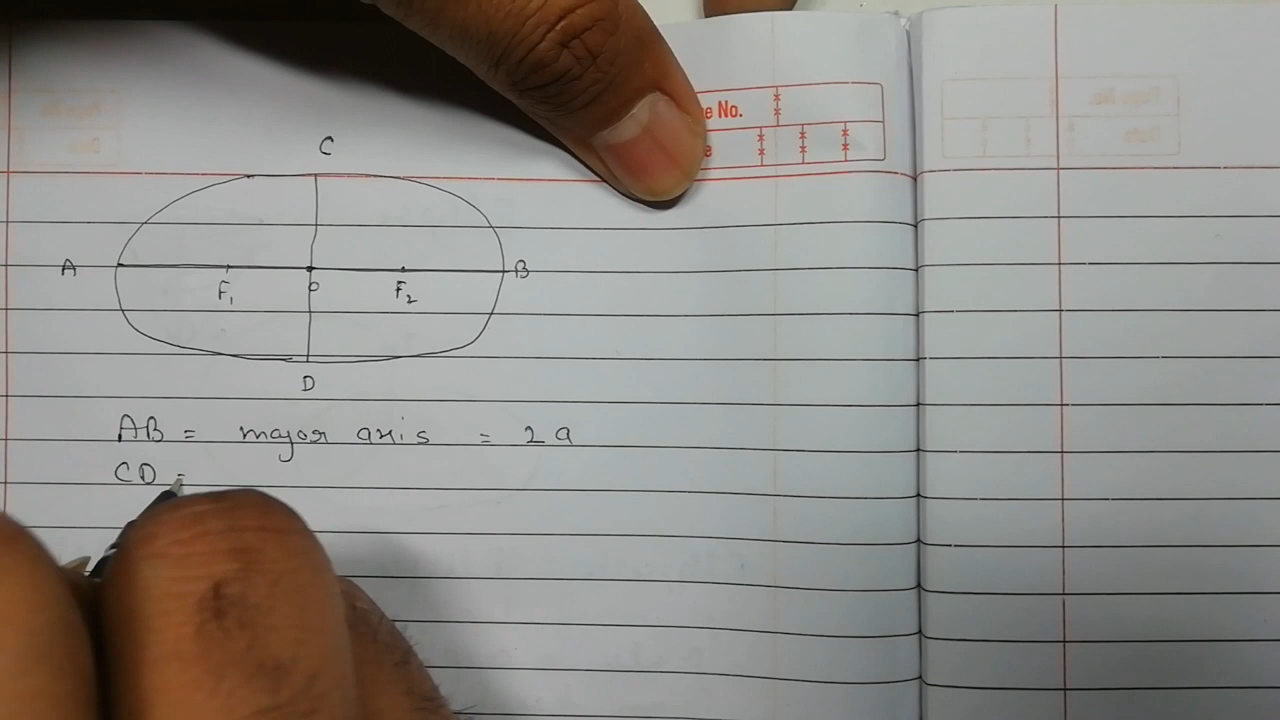 e No.
e
C
A
B
F₁
P
F₂
D
AB = major axis = 2a
CD =